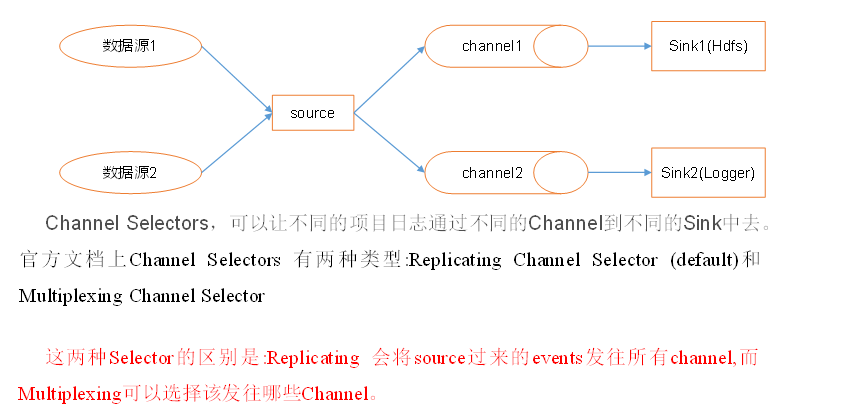 数据源1
channel1
Sink1(Hdfs)
source
数据源2
channel2
Sink2(Logger)
Channel Selectors，可以让不同的项目日志通过不同的Channel到不同的Sink中去。
官方文档上Channel Selectors 有两种类型:Replicating Channel Selector (default)和
Multiplexing Channel Selector
这两种Selector的区别是:Replicating 会将source过来的events发往所有channel,而
Multiplexing可以选择该发往哪些Channel。